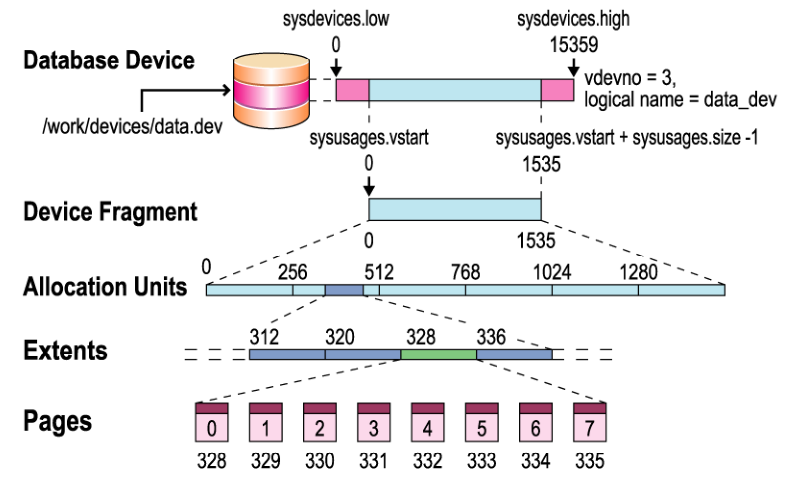 sysdevices.low sysdevices.high
0 15359
Database Device
vdevno = 3,
logical name = data_dev
/work/devices/data.dev
sysusages.vstart sysusages.vstart + sysusages.size -1
0 1535
Device Fragment
0 1535
Allocation Units
0 256 512 768 1024 1280
Extents
312 320 328 336
Pages
0 1 2 3 4 5 6 7
328 329 330 331 332 333 334 335